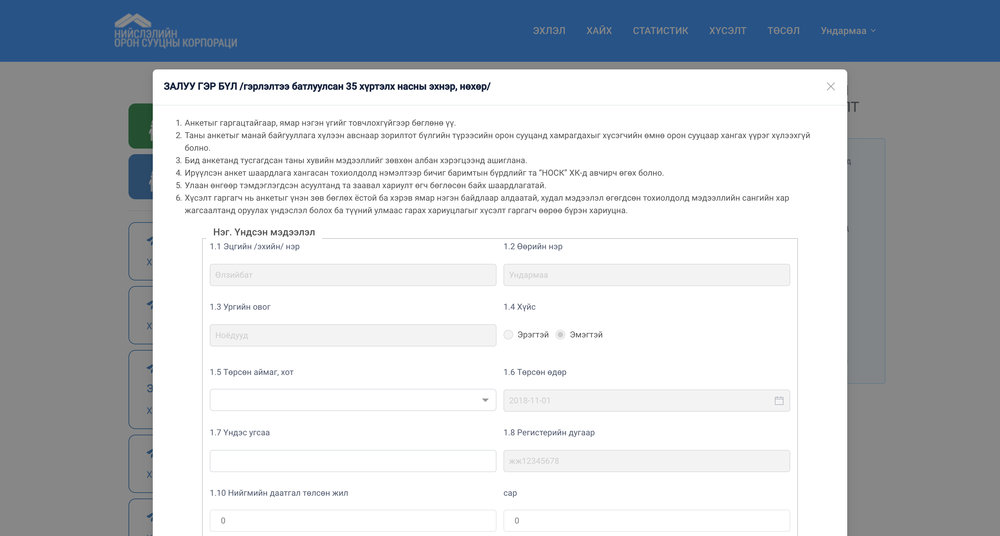 НИЙСЛЭЛИЙН
ОРОН СУУЦНЫ КОРПОРАЦИ
ЭХЛЭЛ ХАЙХ СТАТИСТИК ХҮСЭЛТ ТӨСӨЛ Ундармаа
ЗАЛУУ ГЭР БҮЛ /гэрлэлтээ батлуулсан 35 хүртэлх насны эхнэр, нөхөр/
1. Анкетыг гаргацтайгаар, ямар нэгэн үгийг товчлохгүйгээр бөглөнө үү.
2. Таны анкетыг манай байгууллага хүлээн авснаар зорилтот бүлгийн түрээсийн орон сууцанд хамрагдахыг хүсэгчийн өмнө орон сууцаар хангах үүрэг хүлээхгүй
болно.
3. Бид анкетанд тусгагдсан таны хувийн мэдээллийг зөвхөн албан хэрэгцээнд ашиглана.
4. Ирүүлсэн анкет шаардлага хангасан тохиолдолд нэмэлтээр бичиг баримтын бүрдлийг та “НОСК” ХК-д авчирч өгөх болно.
5. Улаан өнгөөр тэмдэглэгдсэн асуултанд та заавал хариулт өгч бөглөсөн байх шаардлагатай.
6. Хүсэлт гаргагч нь анкетыг үнэн зөв бөглөх ёстой ба хэрэв ямар нэгэн байдлаар алдаатай, худал мэдээлэл өгөгдсөн тохиолдолд мэдээллийн сангийн хар
жагсаалтанд оруулах үндэслэл болох ба түүний улмаас гарах хариуцлагыг хүсэлт гаргагч өөрөө бүрэн хариуцна.
Нэг. Үндсэн мэдээлэл
1.1 Эцгийн /эхийн/ нэр
1.2 Өөрийн нэр
Өлзийбат
Ундармаа
1.3 Ургийн овог
1.4 Хүйс
Ноёдууд
Эрэгтэй Эмэгтэй
1.5 Төрсөн аймаг, хот
1.6 Төрсөн өдөр
2018-11-01
1.7 Үндэс угсаа
1.8 Регистерийн дугаар
жж12345678
1.10 Нийгмийн даатгал төлсөн жил
сар
0
0